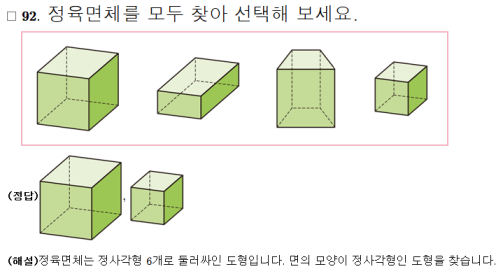 □ 92. 정육면체를 모두 찾아 선택해 보세요.
(정답) ,
(해설)정육면체는 정사각형 6개로 둘러싸인 도형입니다. 면의 모양이 정사각형인 도형을 찾습니다.